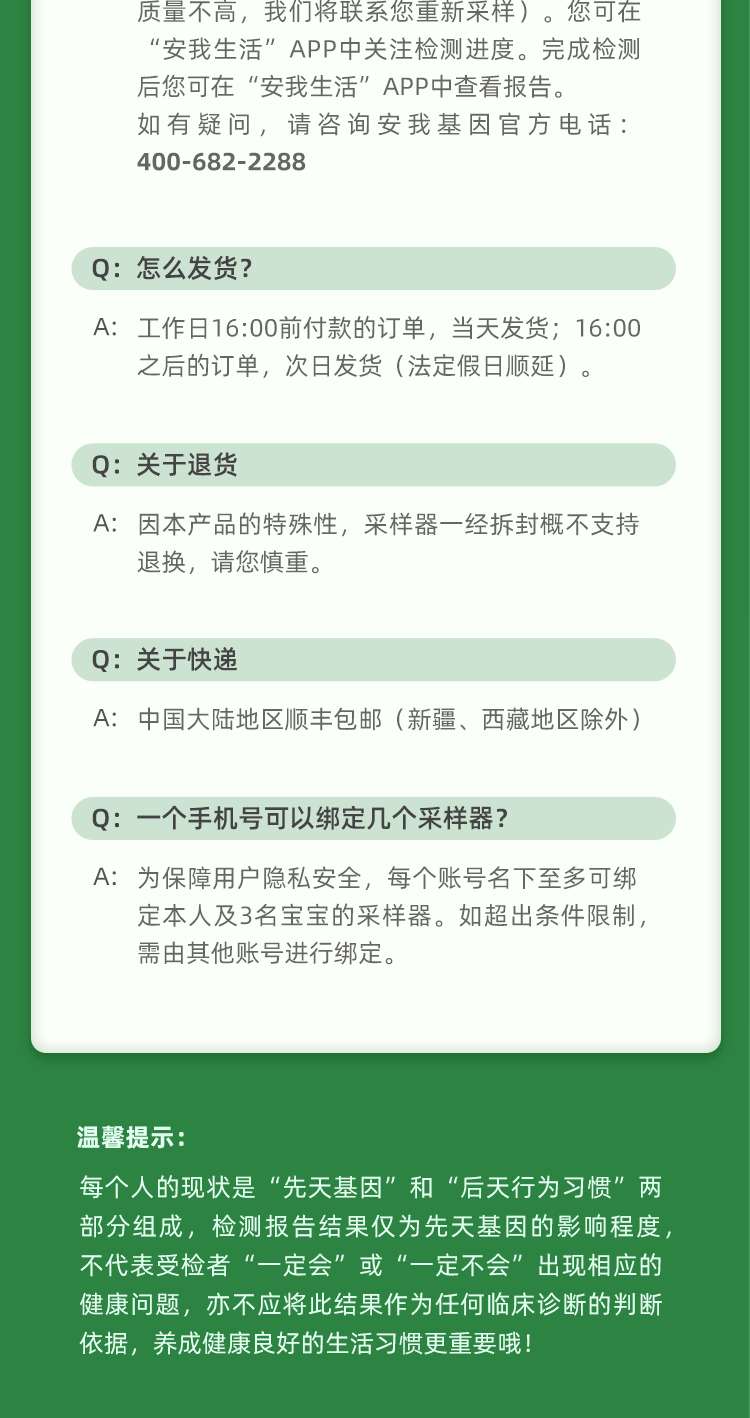 质量不高，我们将联系您重新采样）。您可在
“安我生活”APP中关注检测进度。完成检测
后您可在“安我生活”APP中查看报告。
如有疑问，请咨询安我基因官方电话：
400-682-2288
Q：怎么发货？
A：工作日16:00前付款的订单，当天发货；16:00
之后的订单，次日发货（法定假日顺延）。
Q：关于退货
A：因本产品的特殊性，采样器一经拆封概不支持
退换，请您慎重。
Q：关于快递
A：中国大陆地区顺丰包邮（新疆、西藏地区除外）
Q：一个手机号可以绑定几个采样器？
A：为保障用户隐私安全，每个账号名下至多可绑
定本人及3名宝宝的采样器。如超出条件限制，
需由其他账号进行绑定。
温馨提示：
每个人的现状是“先天基因”和“后天行为习惯”两
部分组成，检测报告结果仅为先天基因的影响程度，
不代表受检者“一定会”或“一定不会”出现相应的
健康问题，亦不应将此结果作为任何临床诊断的判断
依据，养成健康良好的生活习惯更重要哦！